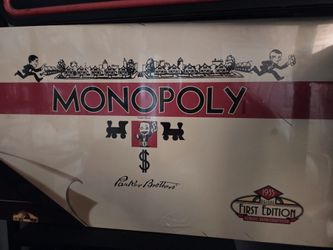 MONOPOLY
$
Parker Brothers
1935
FIRST EDITION